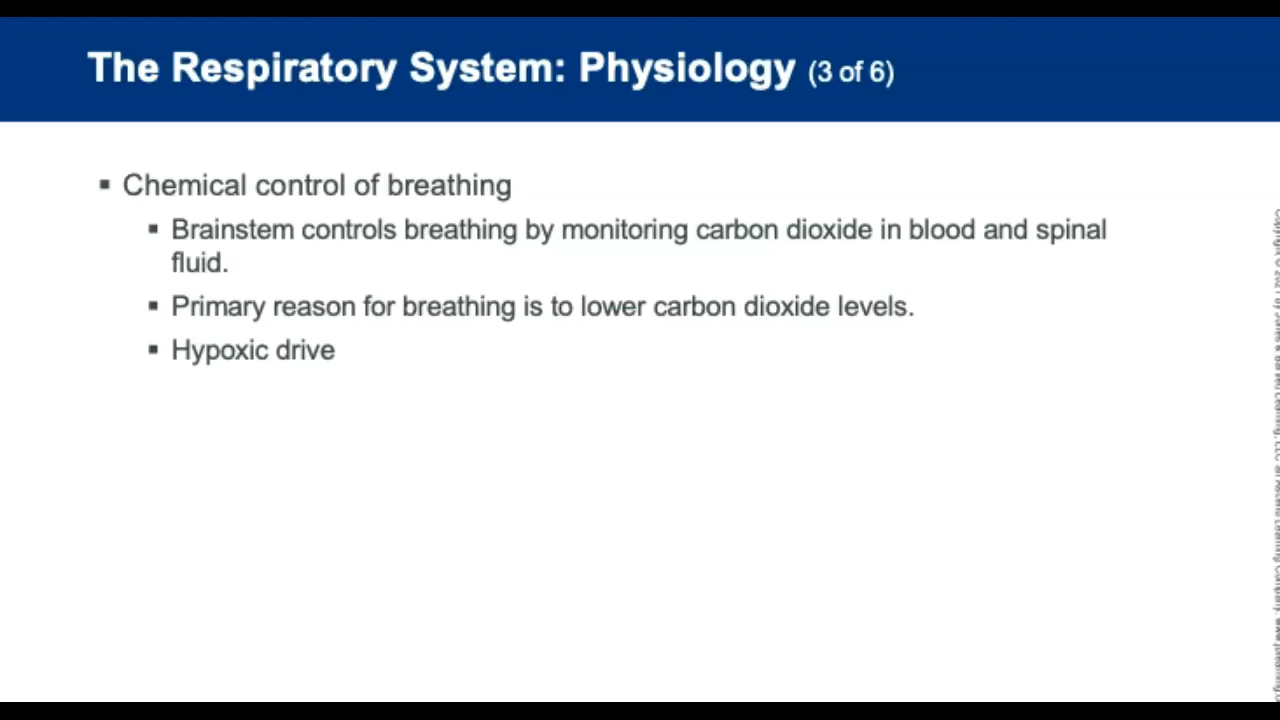 The Respiratory System: Physiology (3 of 6)
▪ Chemical control of breathing
▪ Brainstem controls breathing by monitoring carbon dioxide in blood and spinal
fluid.
▪ Primary reason for breathing is to lower carbon dioxide levels.
▪ Hypoxic drive